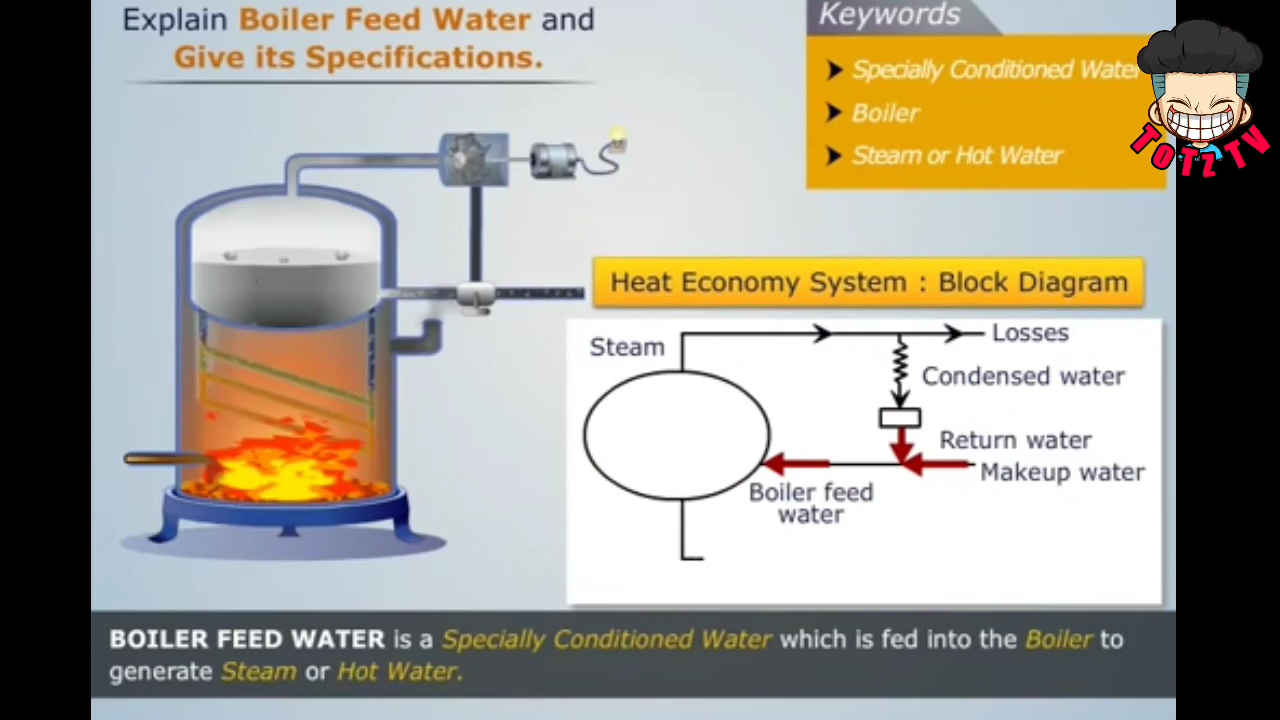 Explain Boiler Feed Water and
Give its Specifications.
Keywords
Specially Conditioned Water
Boiler
Steam or Hot Water
TOTZ TV
Heat Economy System : Block Diagram
Steam
Losses
Condensed water
Return water
Makeup water
Boiler feed
water
BOILER FEED WATER is a Specially Conditioned Water which is fed into the Boiler to
generate Steam or Hot Water.